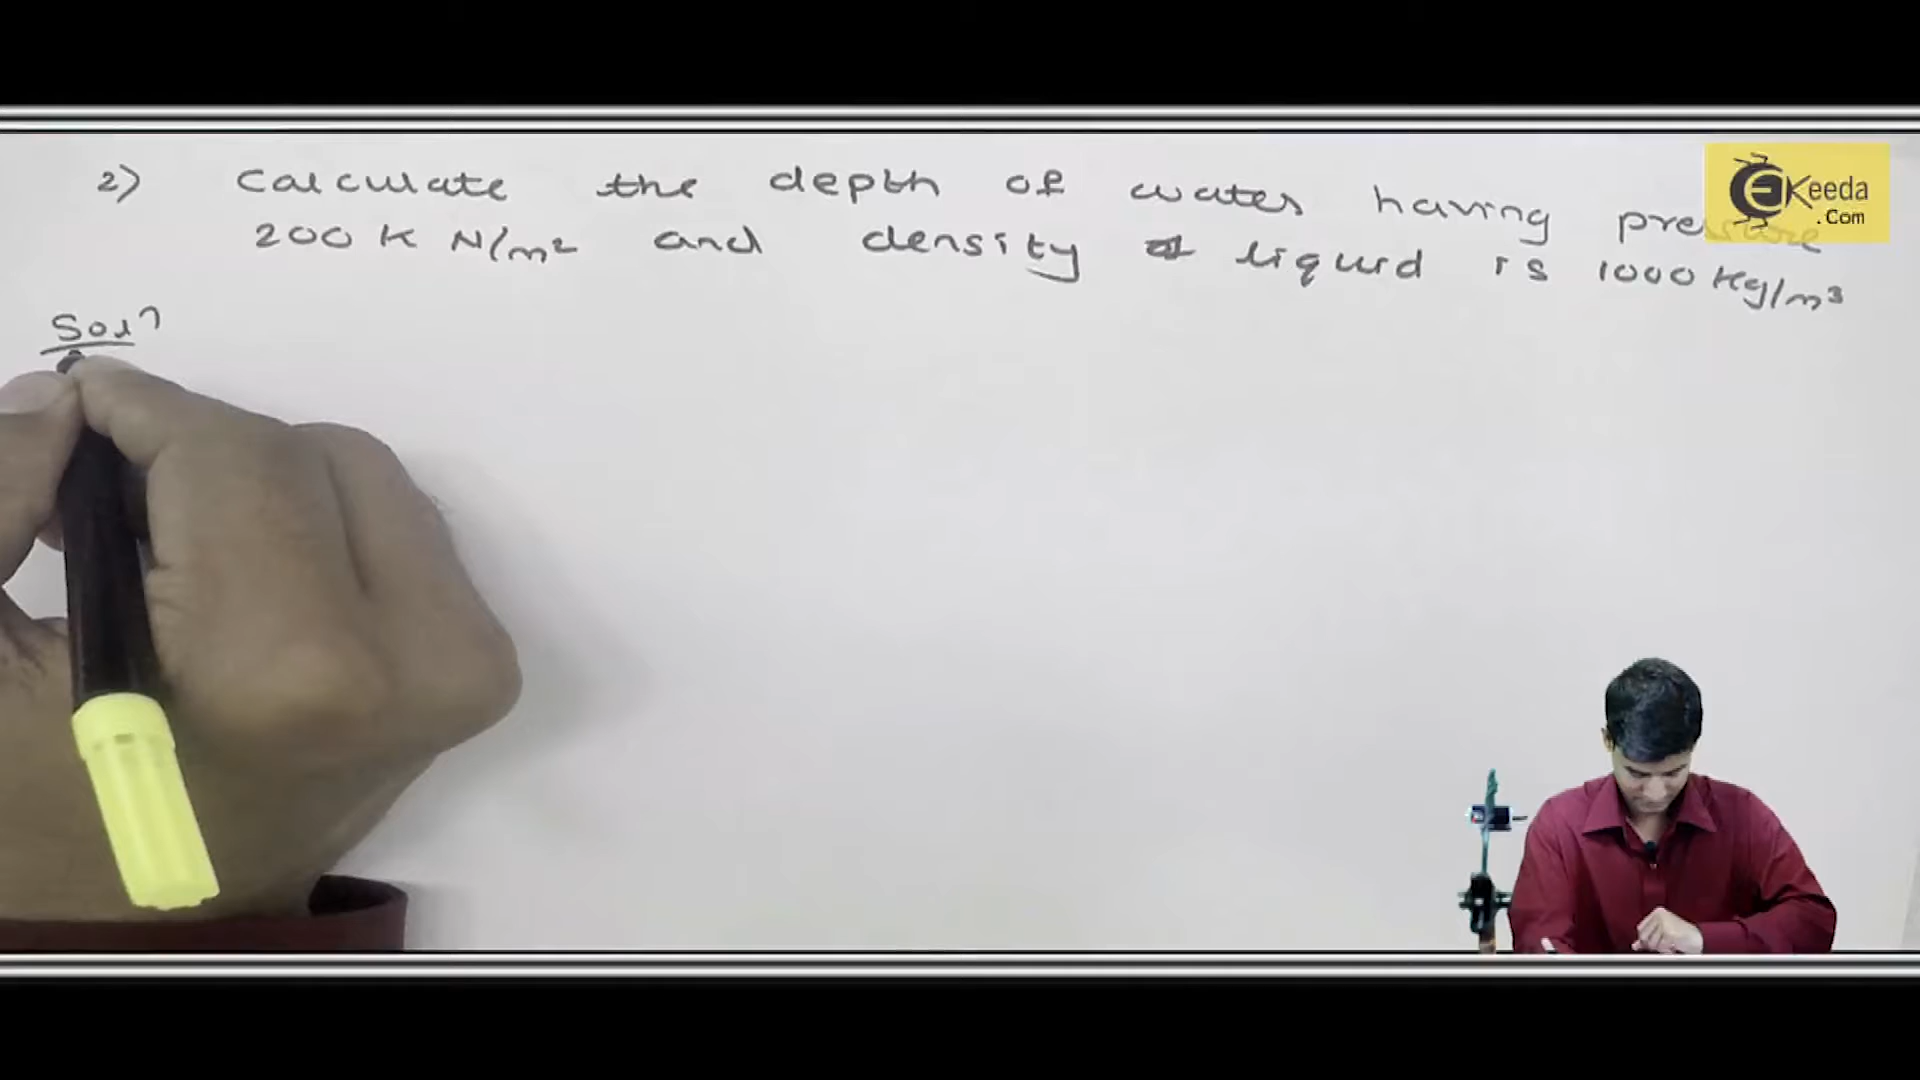 2) Calculate the depth of water having pressure
200 K N/m² and density of liquid is 1000 Kg/m³
Solⁿ
EKeeda
.Com